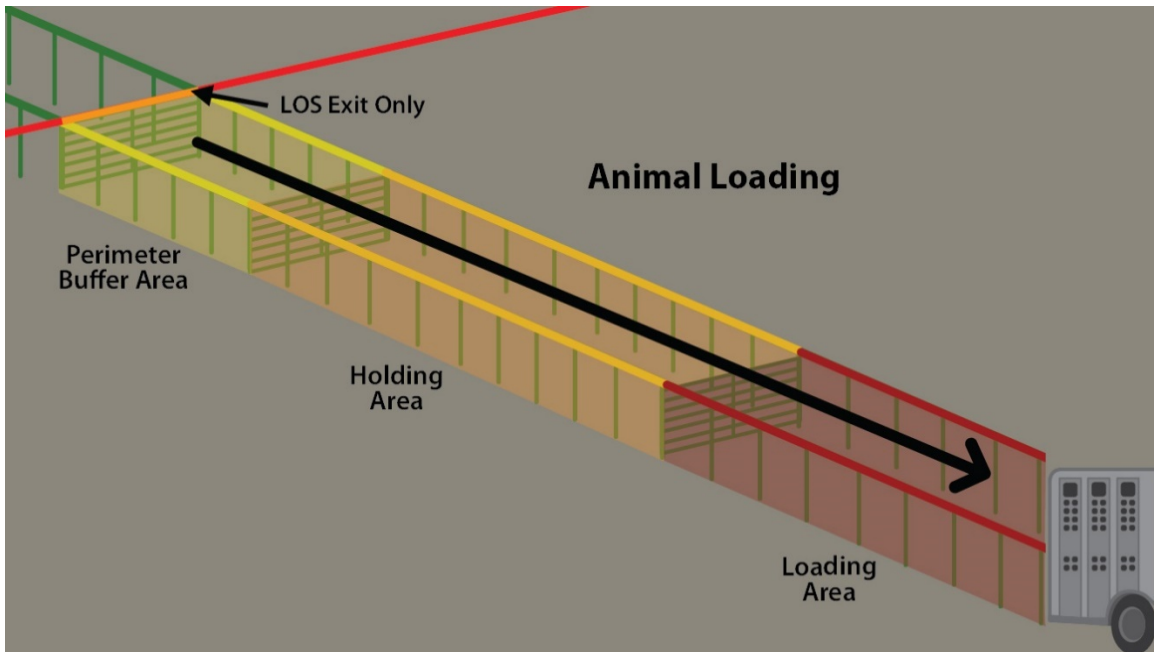 LOS Exit Only
Animal Loading
Perimeter
Buffer Area
Holding
Area
Loading
Area